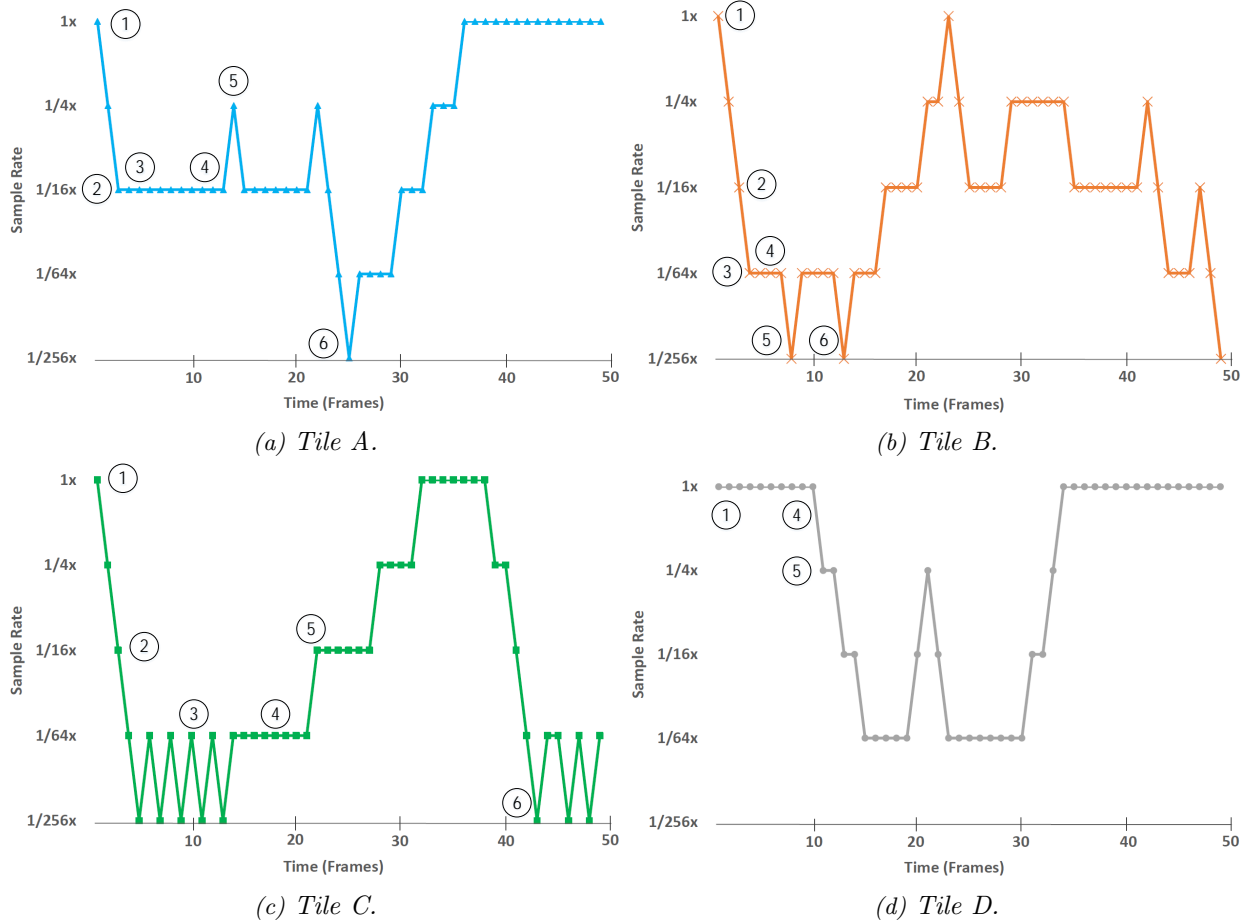 1x
1/4x
1/16x
1/64x
1/256x
Sample Rate
1
2
3
4
5
6
10
20
30
40
50
Time (Frames)
(a) Tile A.
1x
1/4x
1/16x
1/64x
1/256x
Sample Rate
1
2
3
4
5
6
10
20
30
40
50
Time (Frames)
(b) Tile B.
1x
1/4x
1/16x
1/64x
1/256x
Sample Rate
1
2
3
4
5
6
10
20
30
40
50
Time (Frames)
(c) Tile C.
1x
1/4x
1/16x
1/64x
1/256x
Sample Rate
1
4
5
10
20
30
40
50
Time (Frames)
(d) Tile D.